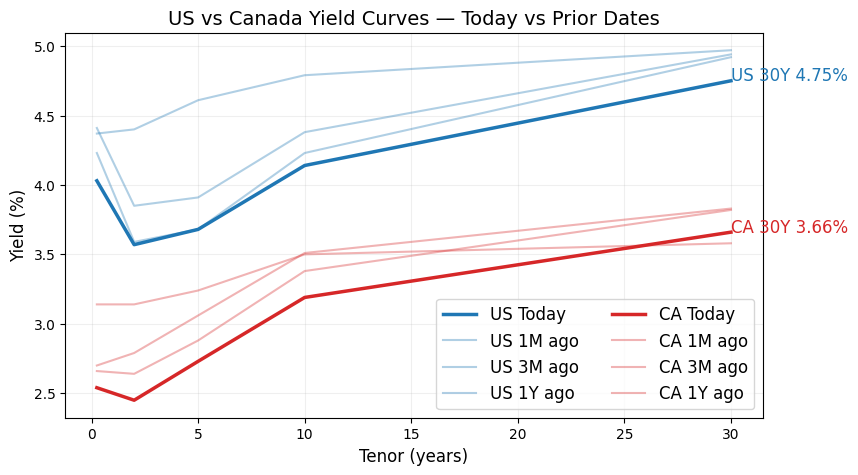 US vs Canada Yield Curves — Today vs Prior Dates
Yield (%)
5.0
4.5
4.0
3.5
3.0
2.5
US 30Y 4.75%
CA 30Y 3.66%
US Today
US 1M ago
US 3M ago
US 1Y ago
CA Today
CA 1M ago
CA 3M ago
CA 1Y ago
0 5 10 15 20 25 30
Tenor (years)